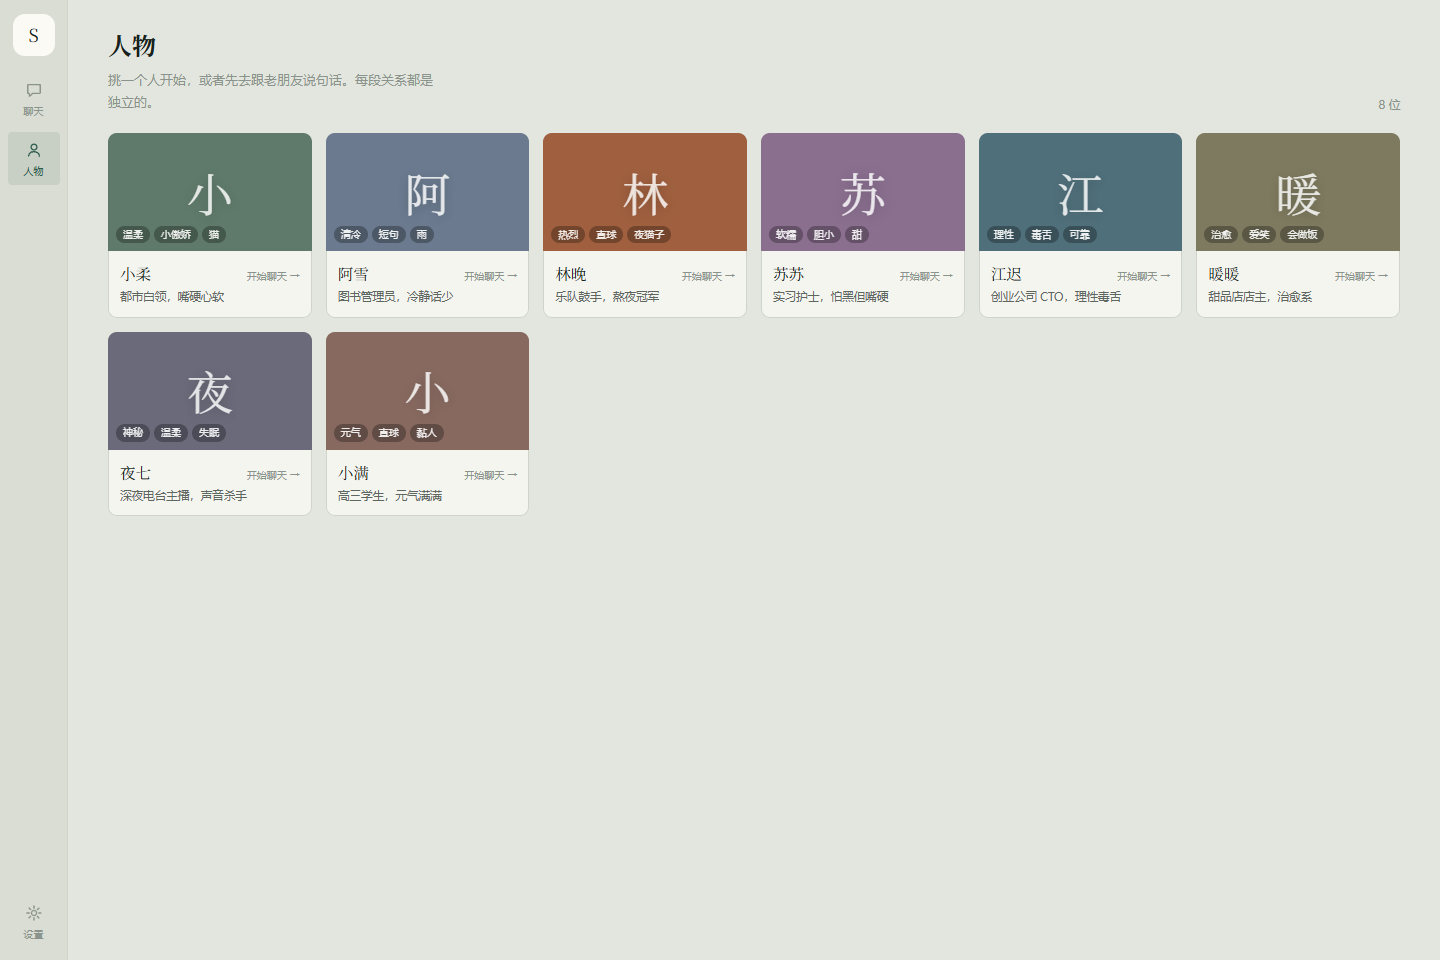 S
聊天
人物
设置
人物
挑一个人开始，或者先去跟老朋友说句话。每段关系都是
独立的。
8 位
小
温柔 小傲娇 猫
小柔 开始聊天 →
都市白领，嘴硬心软
阿
清冷 短句 雨
阿雪 开始聊天 →
图书管理员，冷静话少
林
热烈 直球 夜猫子
林晚 开始聊天 →
乐队鼓手，熬夜冠军
苏
软糯 胆小 甜
苏苏 开始聊天 →
实习护士，怕黑但嘴硬
江
理性 毒舌 可靠
江迟 开始聊天 →
创业公司 CTO，理性毒舌
暖
治愈 爱笑 会做饭
暖暖 开始聊天 →
甜品店店主，治愈系
夜
神秘 温柔 失眠
夜七 开始聊天 →
深夜电台主播，声音杀手
小
元气 直球 黏人
小满 开始聊天 →
高三学生，元气满满